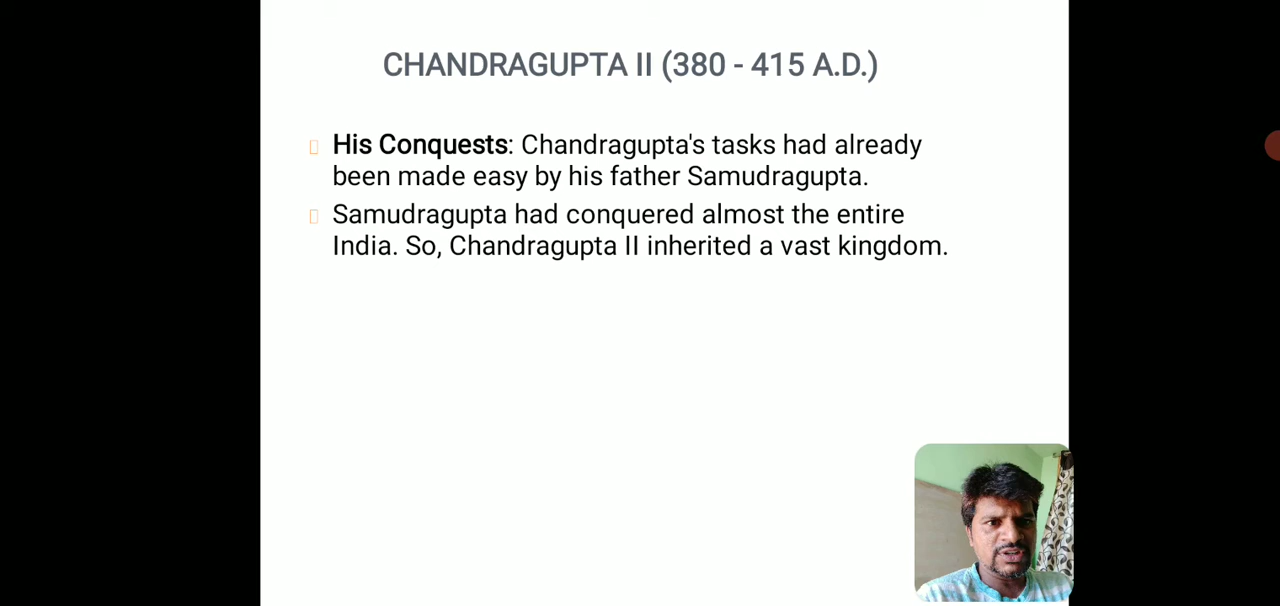 CHANDRAGUPTA II (380 - 415 A.D.)
His Conquests: Chandragupta's tasks had already
been made easy by his father Samudragupta.
Samudragupta had conquered almost the entire
India. So, Chandragupta II inherited a vast kingdom.